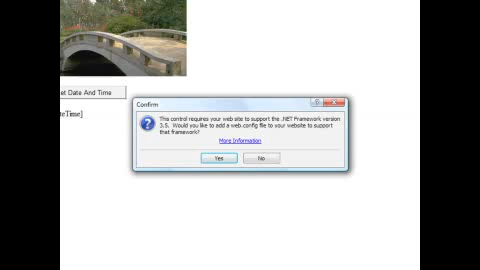 et Date And Time
teTime]
Confirm
This control requires your web site to support the .NET Framework version
3.5. Would you like to add a web.config file to your website to support
that framework?
More Information
Yes
No